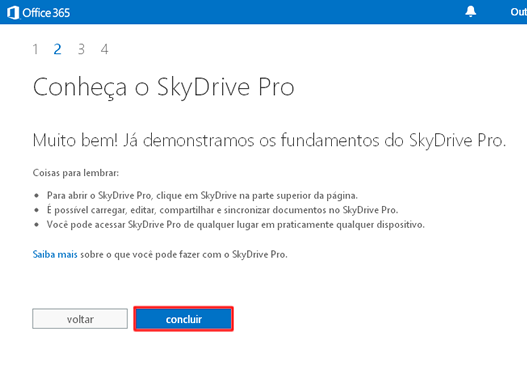 Office 365 Out
1 2 3 4
Conheça o SkyDrive Pro
Muito bem! Já demonstramos os fundamentos do SkyDrive Pro.
Coisas para lembrar:
Para abrir o SkyDrive Pro, clique em SkyDrive na parte superior da página.
É possível carregar, editar, compartilhar e sincronizar documentos no SkyDrive Pro.
Você pode acessar SkyDrive Pro de qualquer lugar em praticamente qualquer dispositivo.
Saiba mais sobre o que você pode fazer com o SkyDrive Pro.
voltar concluir